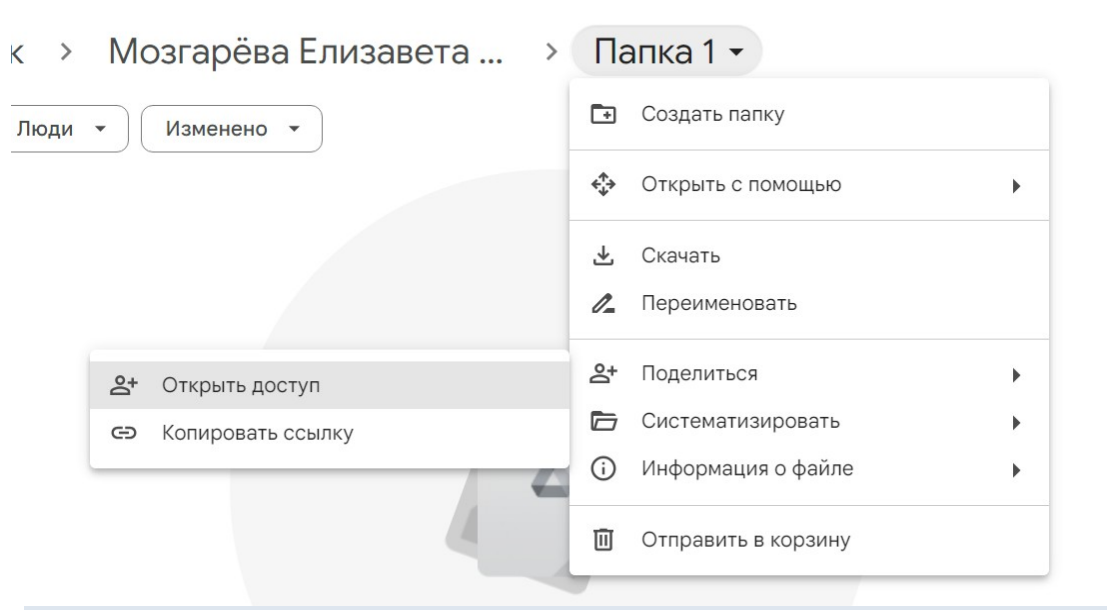 к > Мозгарёва Елизавета ... > Папка 1
Люди
Изменено
Создать папку
Открыть с помощью
Скачать
Переименовать
Поделиться
Систематизировать
Информация о файле
Отправить в корзину
Открыть доступ
Копировать ссылку